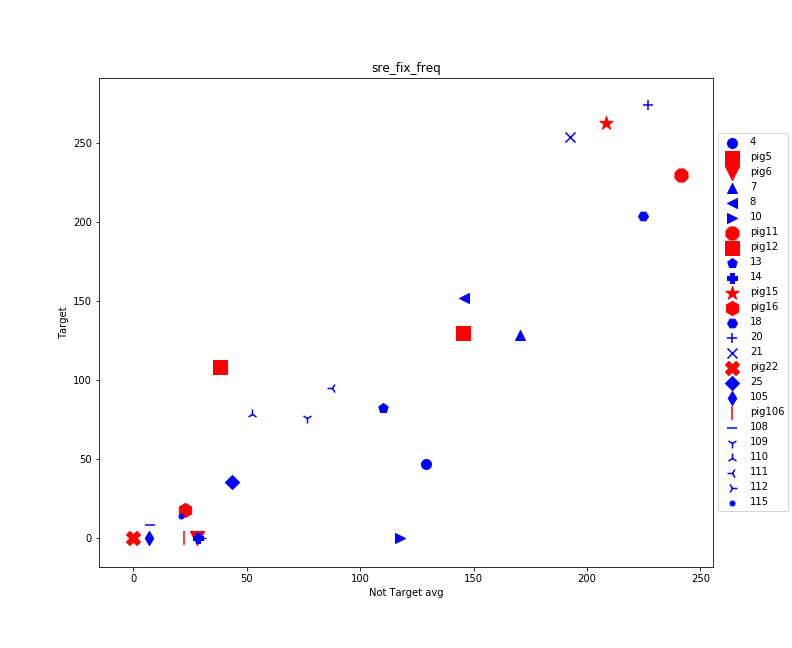 sre_fix_freq
250
200
150
100
50
0
Target
0 50 100 150 200 250
Not Target avg
4
pig5
pig6
7
8
10
pig11
pig12
13
14
pig15
pig16
18
20
21
pig22
25
105
pig106
108
109
110
111
112
115